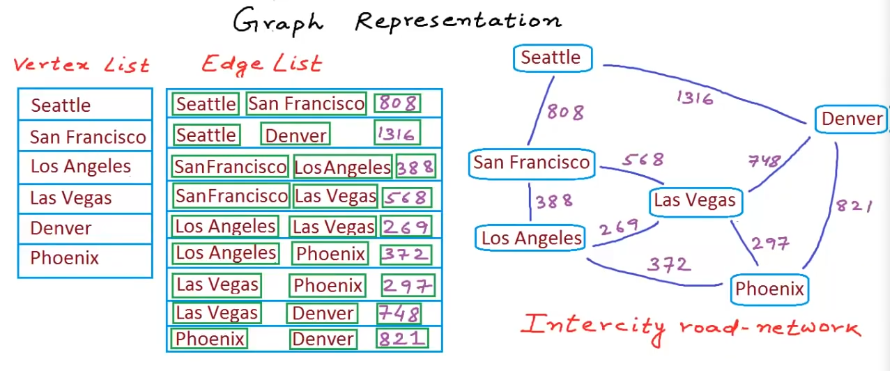 Graph Representation
Vertex List
Seattle
San Francisco
Los Angeles
Las Vegas
Denver
Phoenix
Edge List
Seattle San Francisco 808
Seattle Denver 1316
SanFrancisco LosAngeles 388
SanFrancisco Las Vegas 568
Los Angeles Las Vegas 269
Los Angeles Phoenix 372
Las Vegas Phoenix 297
Las Vegas Denver 748
Phoenix Denver 821
Seattle
1316
808
Denver
San Francisco
568
748
388
Las Vegas
821
Los Angeles
269
297
372
Phoenix
Intercity road-network